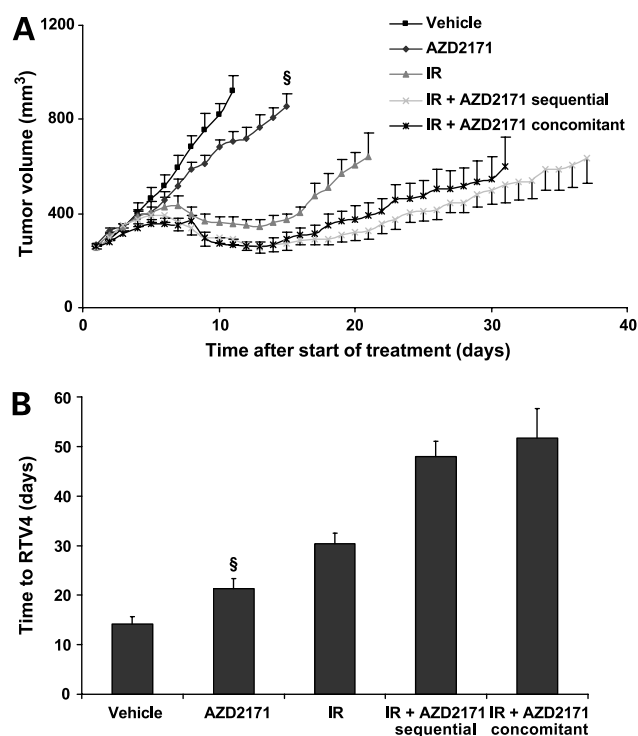 A
Tumor volume (mm3)
1200
800
400
0
0
10
20
30
40
Time after start of treatment (days)
§
Vehicle
AZD2171
IR
IR + AZD2171 sequential
IR + AZD2171 concomitant
B
Time to RTV4 (days)
60
50
40
30
20
10
0
§
Vehicle
AZD2171
IR
IR + AZD2171
sequential
IR + AZD2171
concomitant